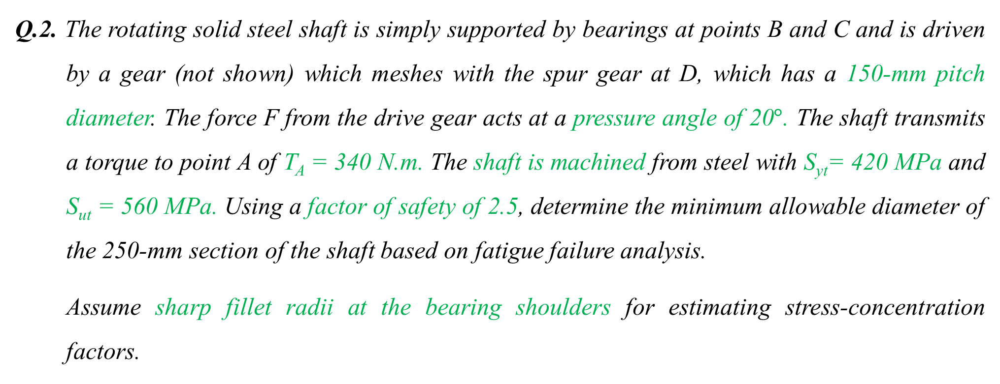 Q.2. The rotating solid steel shaft is simply supported by bearings at points B and C and is driven
by a gear (not shown) which meshes with the spur gear at D, which has a 150-mm pitch
diameter. The force F from the drive gear acts at a pressure angle of 20°. The shaft transmits
a torque to point A of T_A = 340 N.m. The shaft is machined from steel with S_yt= 420 MPa and
S_ut = 560 MPa. Using a factor of safety of 2.5, determine the minimum allowable diameter of
the 250-mm section of the shaft based on fatigue failure analysis.
Assume sharp fillet radii at the bearing shoulders for estimating stress-concentration
factors.